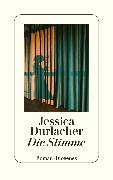 Jessica
Durlacher
Die Stimme
Roman · Diogenes